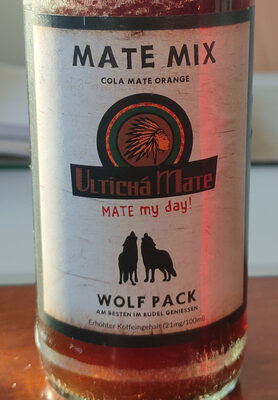 MATE MIX
COLA MATE ORANGE
ULTICHÁ MATE
MATE my day!
WOLF PACK
AM BESTEN IM RUDEL GENIESSEN
Erhöhter Koffeingehalt (21mg/100ml)